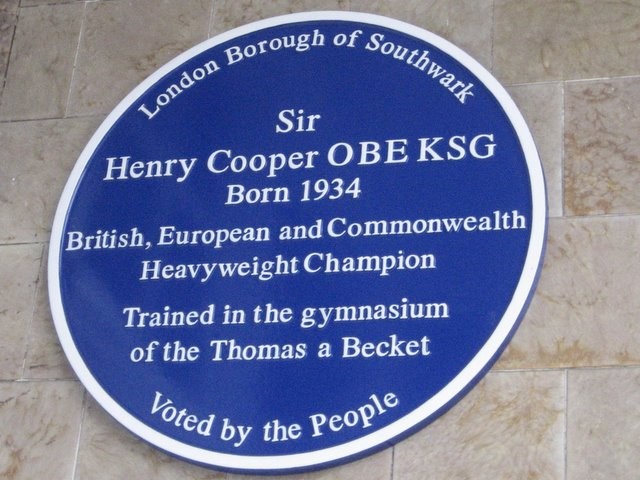 London Borough of Southwark
Sir
Henry Cooper OBE KSG
Born 1934
British, European and Commonwealth
Heavyweight Champion
Trained in the gymnasium
of the Thomas a Becket
Voted by the People